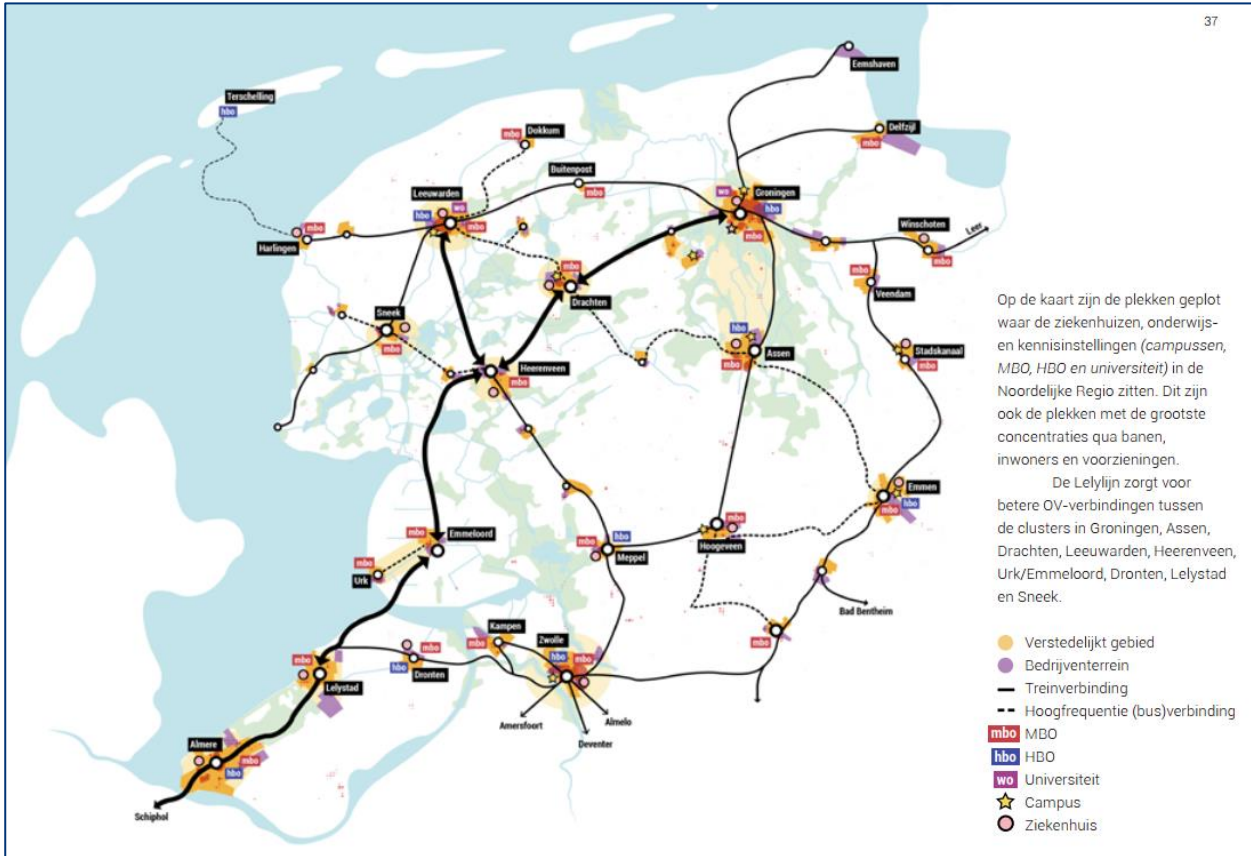 37
Eemshaven
Terschelling
hbo
Delfzijl
mbo
Dokkum
mbo
Buitenpost
mbo
Leeuwarden
wo
hbo
mbo
Groningen
wo
hbo
mbo
Harlingen
mbo
Winschoten
mbo
Leer
Drachten
mbo
Veendam
mbo
Sneek
mbo
Assen
hbo
mbo
Stadskanaal
mbo
Heerenveen
mbo
Emmen
mbo
hbo
Emmeloord
mbo
Urk
mbo
Meppel
mbo
hbo
Hoogeveen
mbo
Bad Bentheim
mbo
Kampen
mbo
Zwolle
hbo
mbo
Dronten
mbo
hbo
Lelystad
mbo
Amersfoort
Almelo
Deventer
Almere
mbo
hbo
Schiphol
Op de kaart zijn de plekken geplot
waar de ziekenhuizen, onderwijs-
en kennisinstellingen (campussen,
MBO, HBO en universiteit) in de
Noordelijke Regio zitten. Dit zijn
ook de plekken met de grootste
concentraties qua banen,
inwoners en voorzieningen.
De Lelylijn zorgt voor
betere OV-verbindingen tussen
de clusters in Groningen, Assen,
Drachten, Leeuwarden, Heerenveen,
Urk/Emmeloord, Dronten, Lelystad
en Sneek.
Verstedelijkt gebied
Bedrijventerrein
Treinverbinding
Hoogfrequentie (bus)verbinding
mbo MBO
hbo HBO
wo Universiteit
Campus
Ziekenhuis